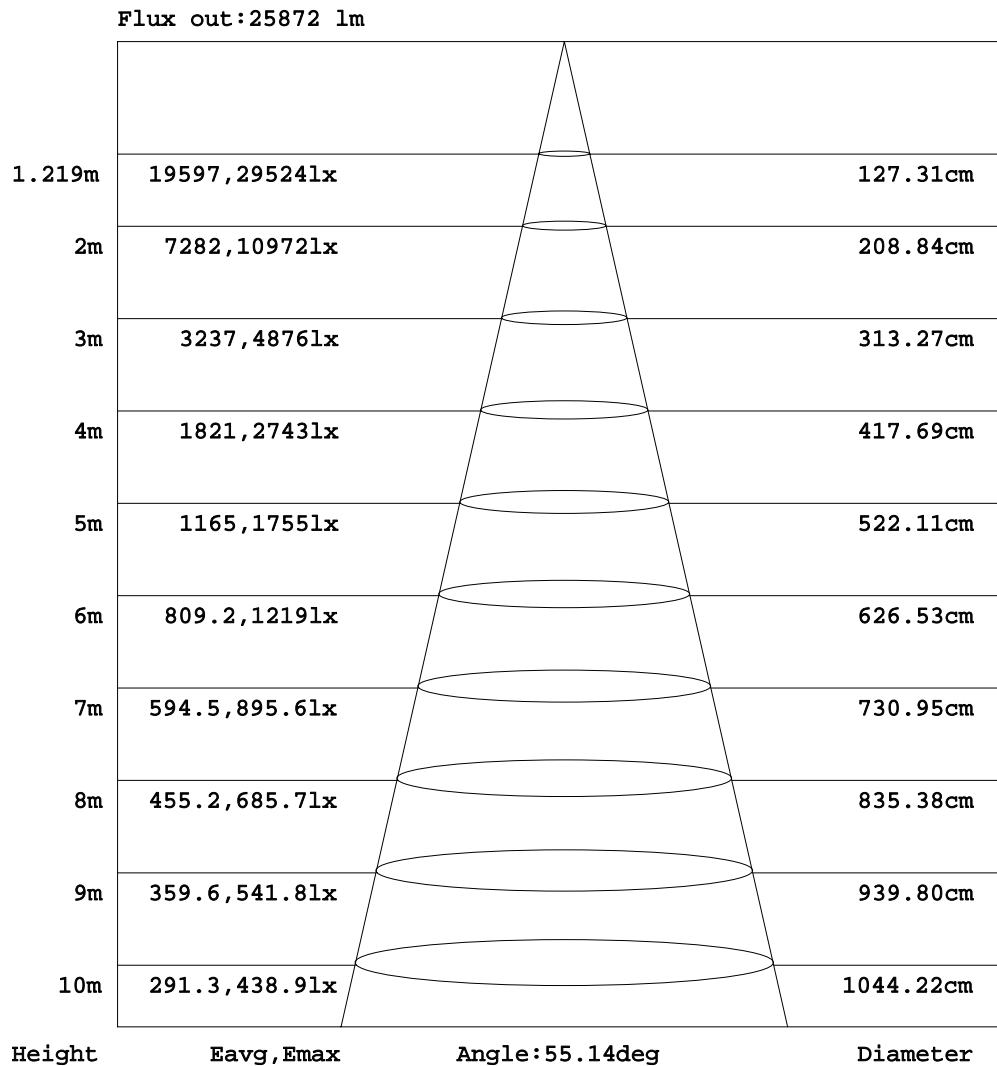 Flux out:25872 lm
1.219m 19597,29524lx 127.31cm
2m 7282,10972lx 208.84cm
3m 3237,4876lx 313.27cm
4m 1821,2743lx 417.69cm
5m 1165,1755lx 522.11cm
6m 809.2,1219lx 626.53cm
7m 594.5,895.6lx 730.95cm
8m 455.2,685.7lx 835.38cm
9m 359.6,541.8lx 939.80cm
10m 291.3,438.9lx 1044.22cm
Height Eavg,Emax Angle:55.14deg Diameter